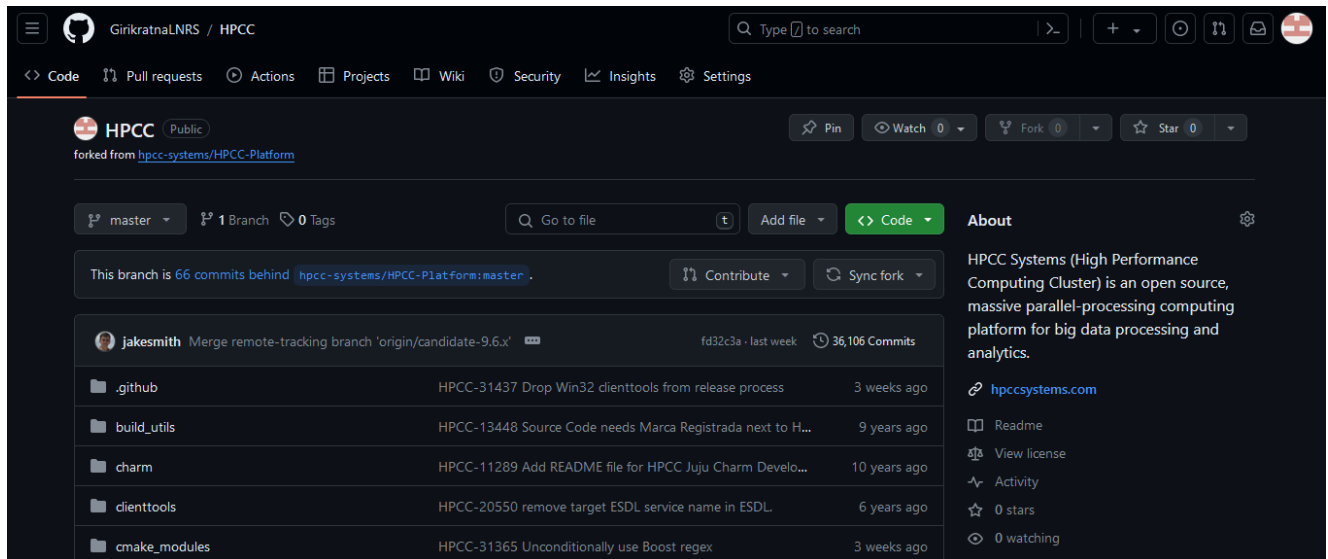 GirikratnaLNRS / HPCC
Type / to search
Code Pull requests Actions Projects Wiki Security Insights Settings
HPCC Public
Pin Watch 0 Fork 0 Star 0
forked from hpcc-systems/HPCC-Platform
master 1 Branch 0 Tags Go to file t Add file Code
This branch is 66 commits behind hpcc-systems/HPCC-Platform:master .
Contribute Sync fork
jakesmith Merge remote-tracking branch 'origin/candidate-9.6.x' fd32c3a · last week 36,106 Commits
.github HPCC-31437 Drop Win32 clienttools from release process 3 weeks ago
build_utils HPCC-13448 Source Code needs Marca Registrada next to H... 9 years ago
charm HPCC-11289 Add README file for HPCC Juju Charm Develo... 10 years ago
clienttools HPCC-20550 remove target ESDL service name in ESDL. 6 years ago
cmake_modules HPCC-31365 Unconditionally use Boost regex 3 weeks ago
About
HPCC Systems (High Performance
Computing Cluster) is an open source,
massive parallel-processing computing
platform for big data processing and
analytics.
hpccsystems.com
Readme
View license
Activity
0 stars
0 watching